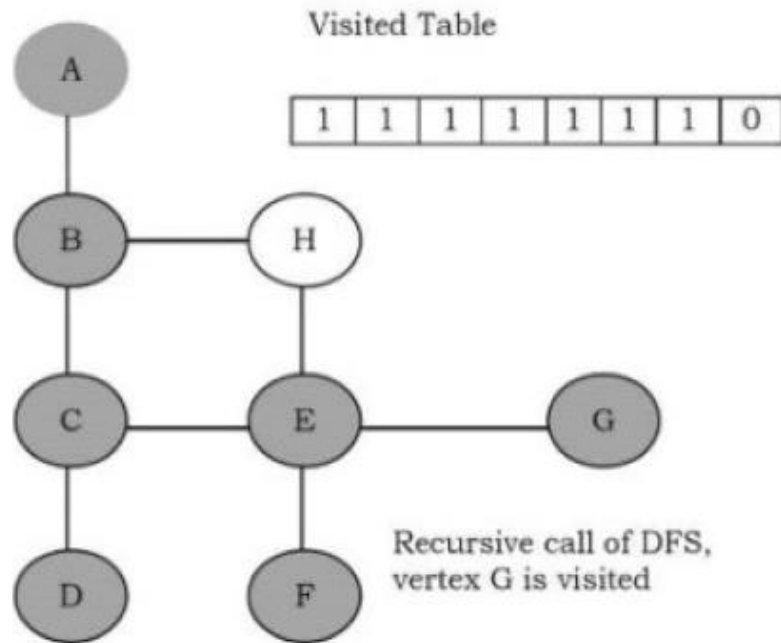 Visited Table
A
1 1 1 1 1 1 1 0
B H
C E G
Recursive call of DFS,
vertex G is visited
D F